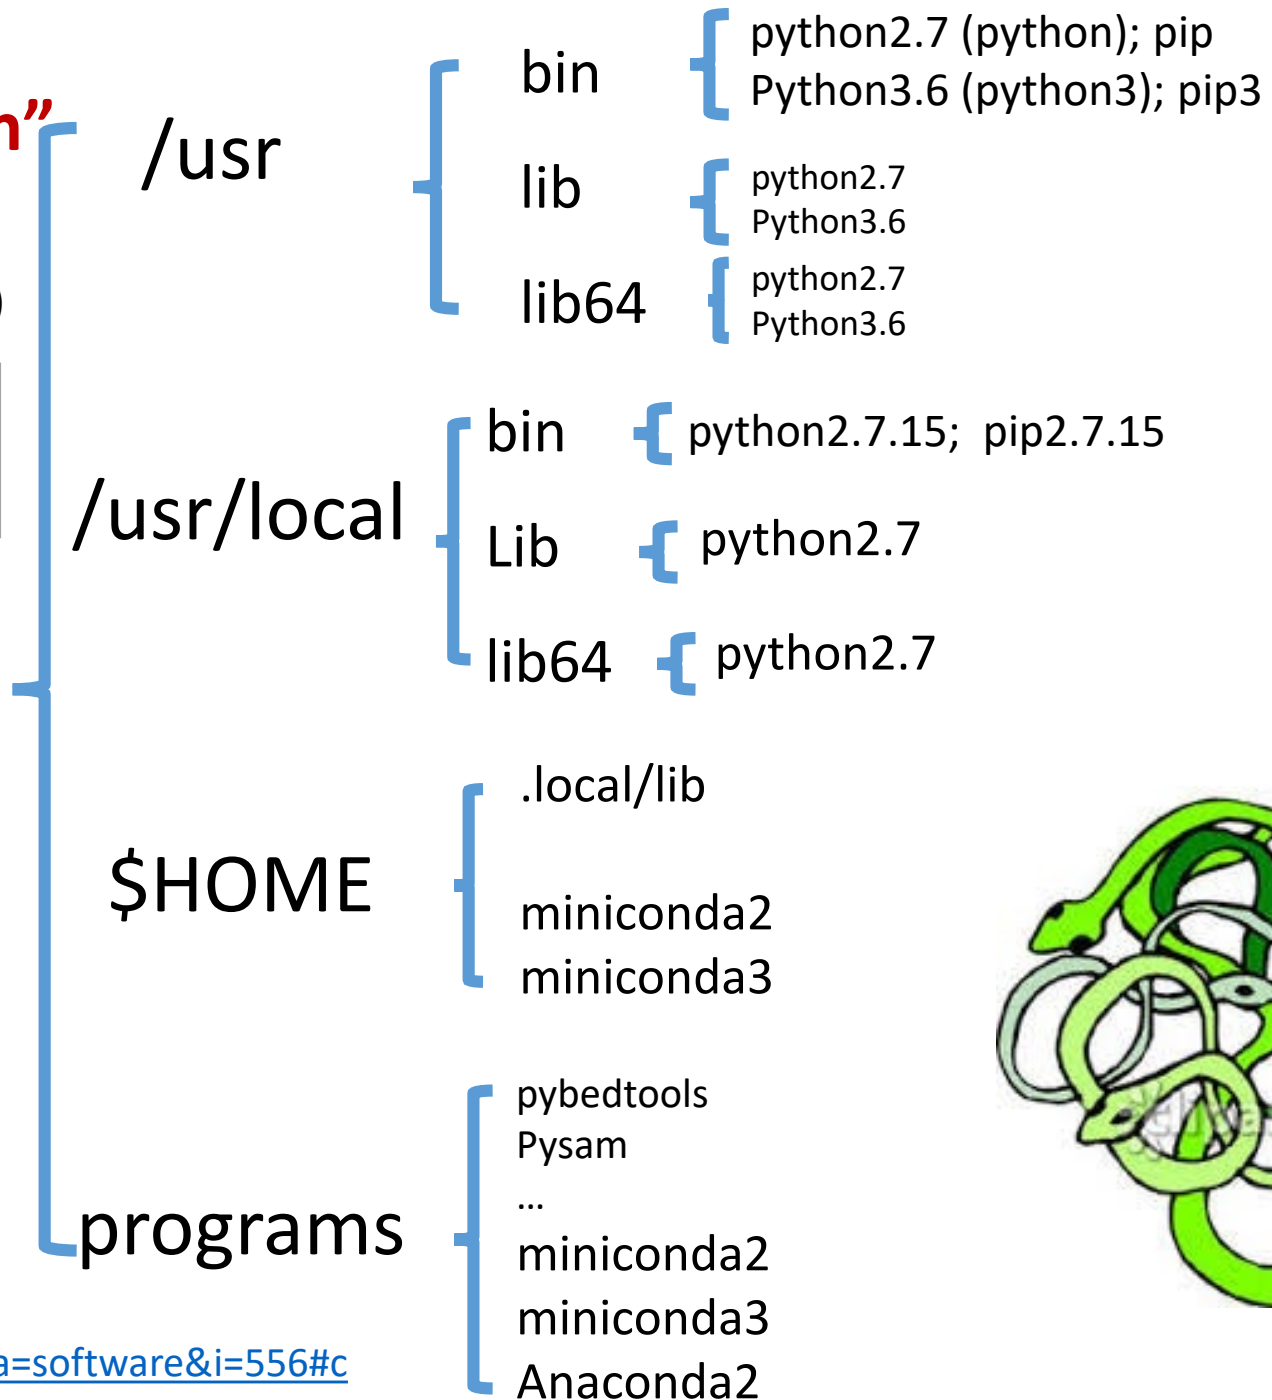 n”
/usr
bin
python2.7 (python); pip
Python3.6 (python3); pip3
lib
python2.7
Python3.6
lib64
python2.7
Python3.6
/usr/local
bin
python2.7.15; pip2.7.15
Lib
python2.7
lib64
python2.7
$HOME
.local/lib
miniconda2
miniconda3
programs
pybedtools
Pysam
...
miniconda2
miniconda3
Anaconda2
a=software&i=556#c